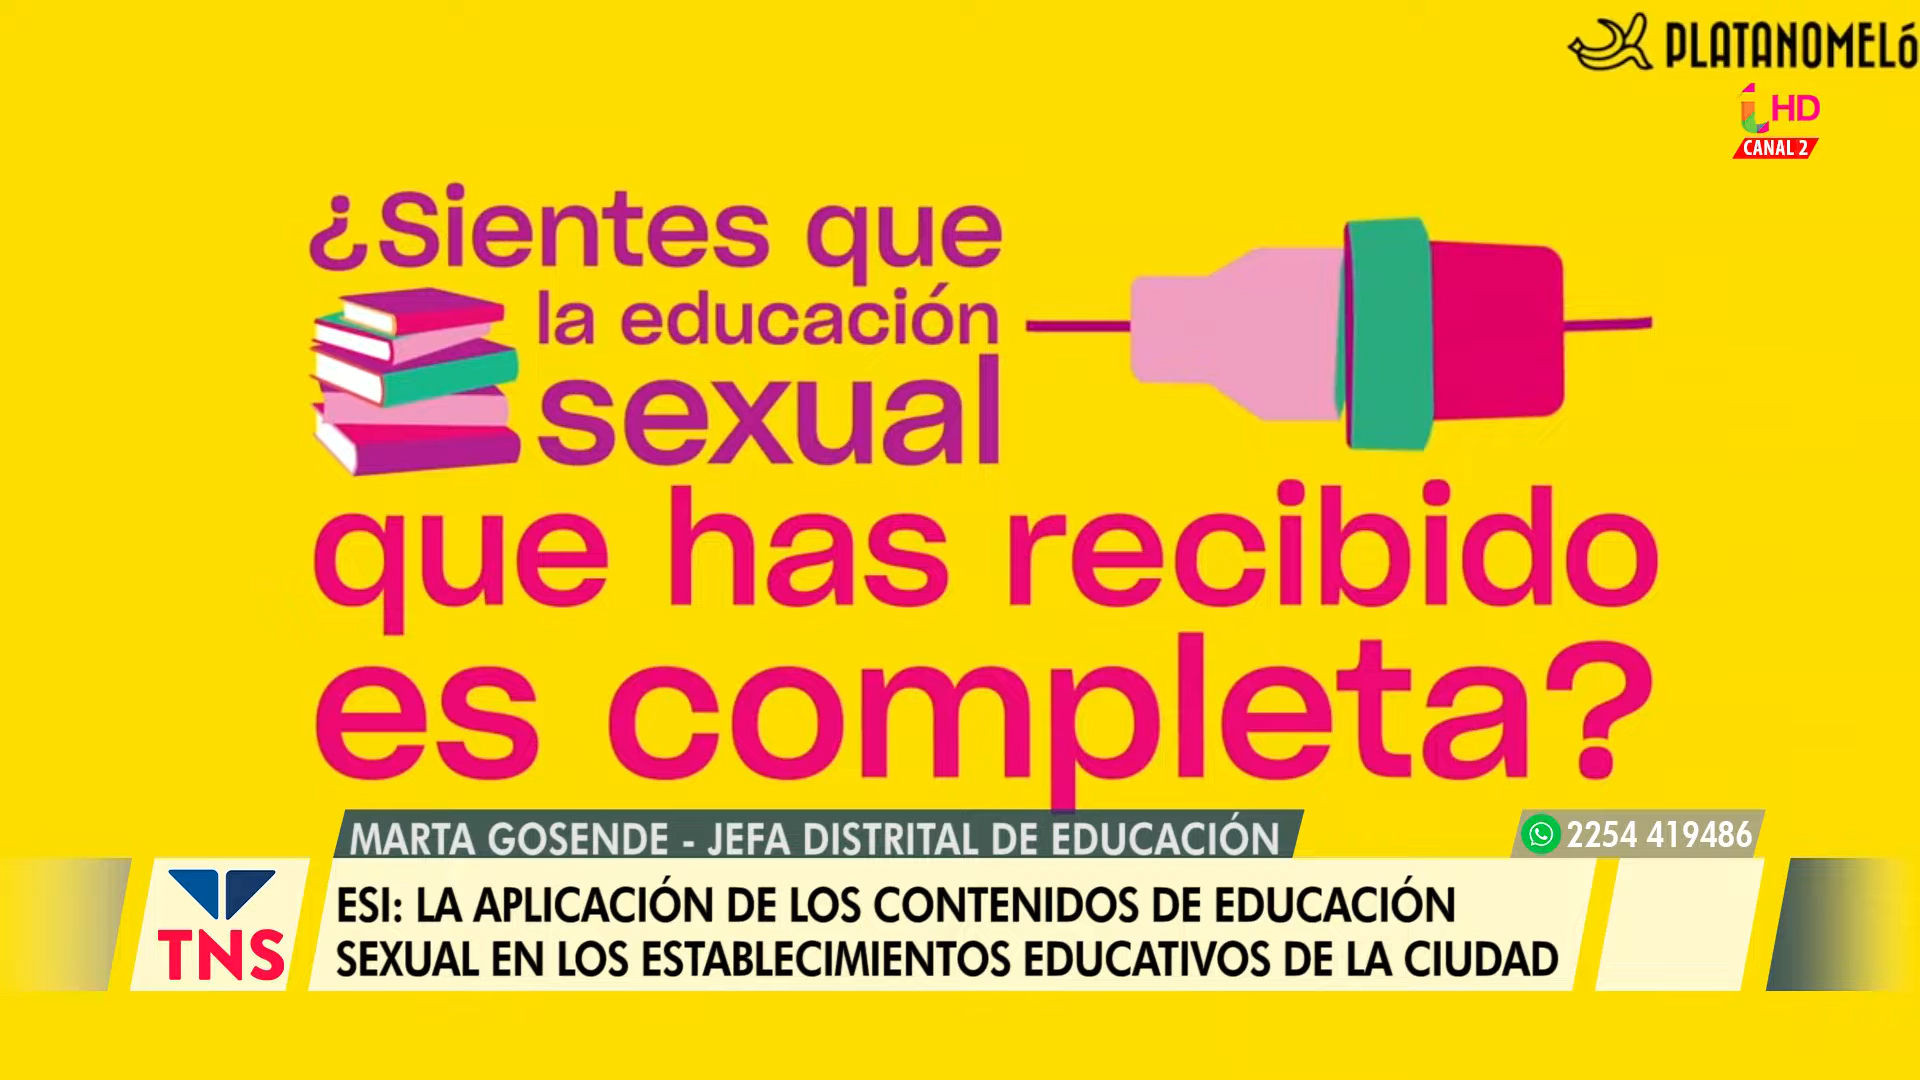 PLATANOMELó
HD
CANAL 2
¿Sientes que
la educación
sexual
que has recibido
es completa?
MARTA GOSENDE - JEFA DISTRITAL DE EDUCACIÓN
2254 419486
TNS
ESI: LA APLICACIÓN DE LOS CONTENIDOS DE EDUCACIÓN
SEXUAL EN LOS ESTABLECIMIENTOS EDUCATIVOS DE LA CIUDAD